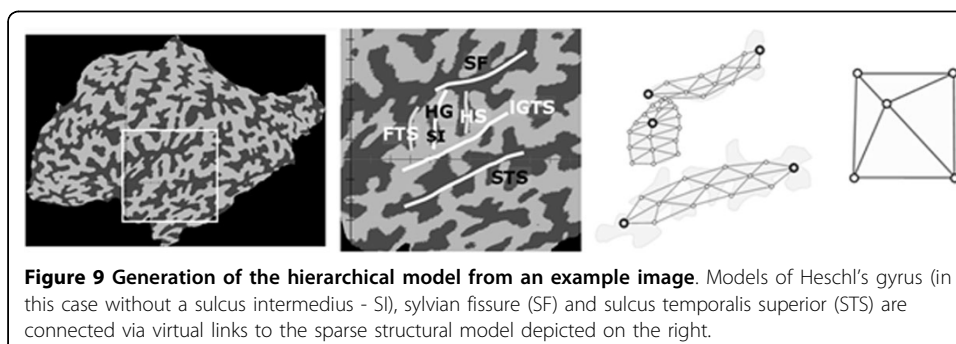 SF
HG
HS
IGTS
FTS
SI
STS
Figure 9 Generation of the hierarchical model from an example image. Models of Heschl's gyrus (in
this case without a sulcus intermedius - SI), sylvian fissure (SF) and sulcus temporalis superior (STS) are
connected via virtual links to the sparse structural model depicted on the right.